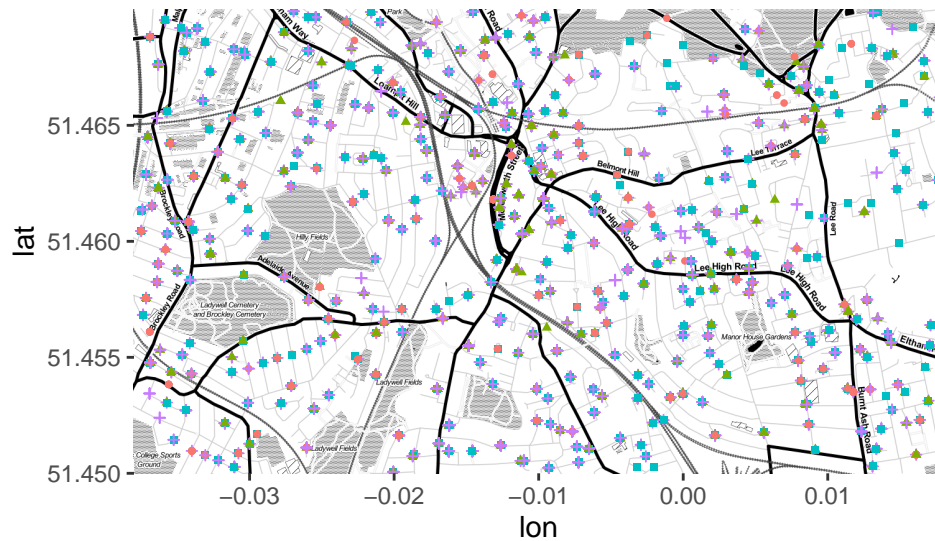 Park
Road
Loampit Hill
51.465
Lee Terrace
Belmont Hill
Brockley Road
Lee High Road
Lee Road
51.460
Hilly Fields
lat
Adelaide Avenue
Lee High Road
Lee High Road
Brockley Road
Ladywell Cemetery
and Brockley Cemetery
Manor House Gardens
51.455
Ladywell Fields
Burnt Ash Road
Ladywell Fields
College Sports
Ground
51.450
−0.03
−0.02
−0.01
0.00
0.01
lon